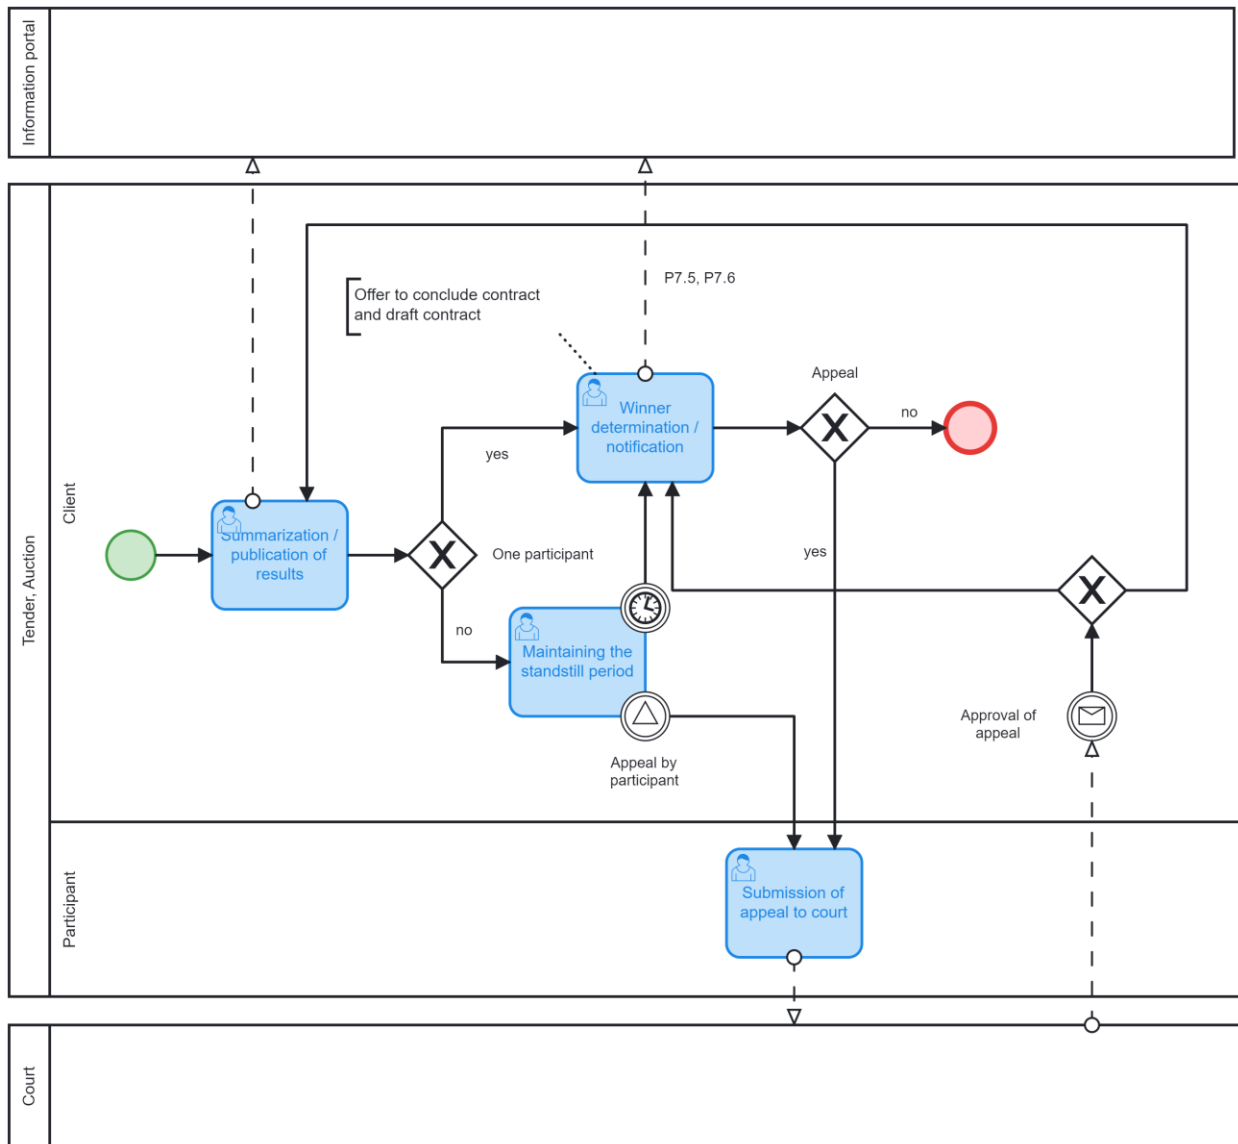 Information portal
Tender, Auction
Client
P7.5, P7.6
Offer to conclude contract
and draft contract
Winner
determination /
notification
Appeal
no
yes
Summarization /
publication of
results
One participant
yes
no
Maintaining the
standstill period
Appeal by
participant
Approval of
appeal
Participant
Submission of
appeal to court
Court